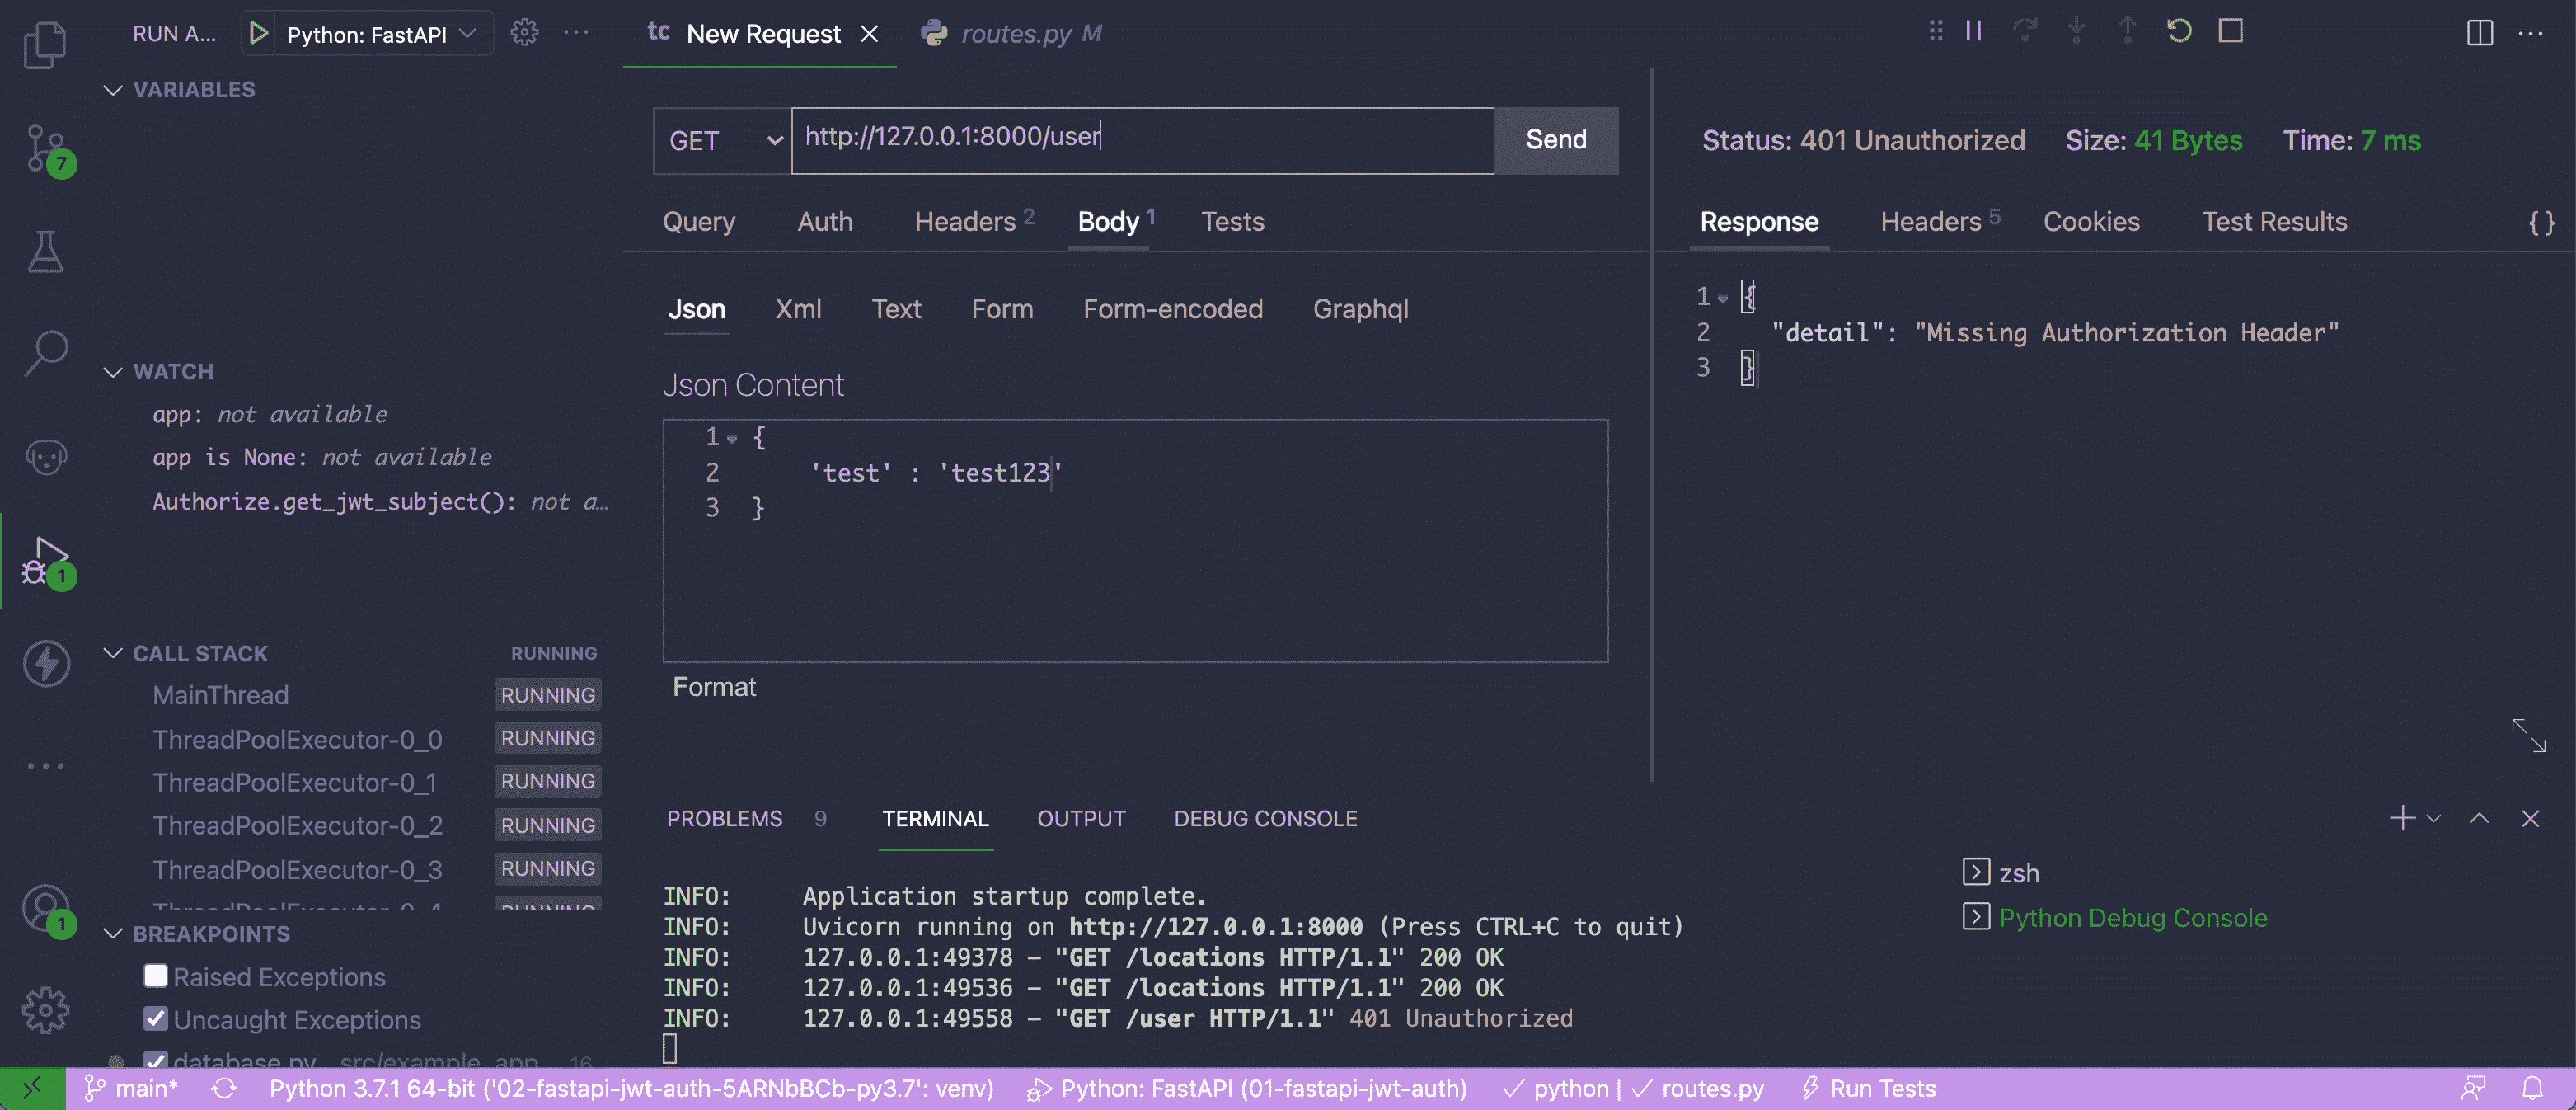 RUN A... Python: FastAPI
tc New Request routes.py M
VARIABLES
WATCH
app: not available
app is None: not available
Authorize.get_jwt_subject(): not a...
CALL STACK RUNNING
MainThread RUNNING
ThreadPoolExecutor-0_0 RUNNING
ThreadPoolExecutor-0_1 RUNNING
ThreadPoolExecutor-0_2 RUNNING
ThreadPoolExecutor-0_3 RUNNING
ThreadPoolExecutor-0_4 RUNNING
BREAKPOINTS
Raised Exceptions
Uncaught Exceptions
database.py src/example_app 16
7
1
1
GET http://127.0.0.1:8000/user Send
Query Auth Headers 2 Body 1 Tests
Json Xml Text Form Form-encoded Graphql
Json Content
1 {
2 'test' : 'test123'
3 }
Format
Status: 401 Unauthorized Size: 41 Bytes Time: 7 ms
Response Headers 5 Cookies Test Results { }
1 {
2 "detail": "Missing Authorization Header"
3 }
PROBLEMS 9 TERMINAL OUTPUT DEBUG CONSOLE
INFO: Application startup complete.
INFO: Uvicorn running on http://127.0.0.1:8000 (Press CTRL+C to quit)
INFO: 127.0.0.1:49378 – "GET /locations HTTP/1.1" 200 OK
INFO: 127.0.0.1:49536 – "GET /locations HTTP/1.1" 200 OK
INFO: 127.0.0.1:49558 – "GET /user HTTP/1.1" 401 Unauthorized
zsh
Python Debug Console
main* Python 3.7.1 64-bit ('02-fastapi-jwt-auth-5ARNbBCb-py3.7': venv) Python: FastAPI (01-fastapi-jwt-auth) python | routes.py Run Tests